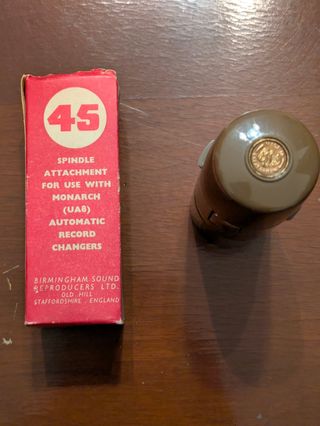 45
SPINDLE
ATTACHMENT
FOR USE WITH
MONARCH
(UA8)
AUTOMATIC
RECORD
CHANGERS
BIRMINGHAM SOUND
REPRODUCERS LTD.
OLD HILL
STAFFORDSHIRE . ENGLAND